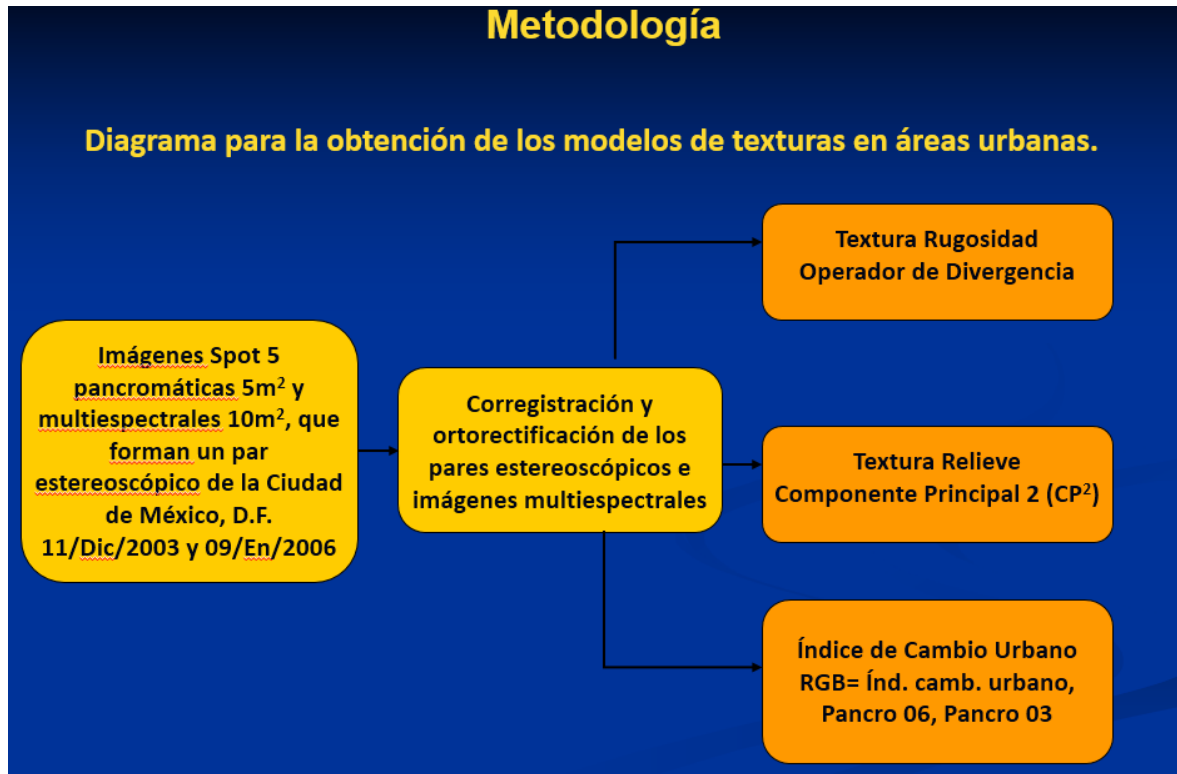 Metodología
Diagrama para la obtención de los modelos de texturas en áreas urbanas.
Imágenes Spot 5
pancromáticas 5m² y
multiespectrales 10m², que
forman un par
estereoscópico de la Ciudad
de México, D.F.
11/Dic/2003 y 09/En/2006
Corregistración y
ortorectificación de los
pares estereoscópicos e
imágenes multiespectrales
Textura Rugosidad
Operador de Divergencia
Textura Relieve
Componente Principal 2 (CP²)
Índice de Cambio Urbano
RGB= Índ. camb. urbano,
Pancro 06, Pancro 03